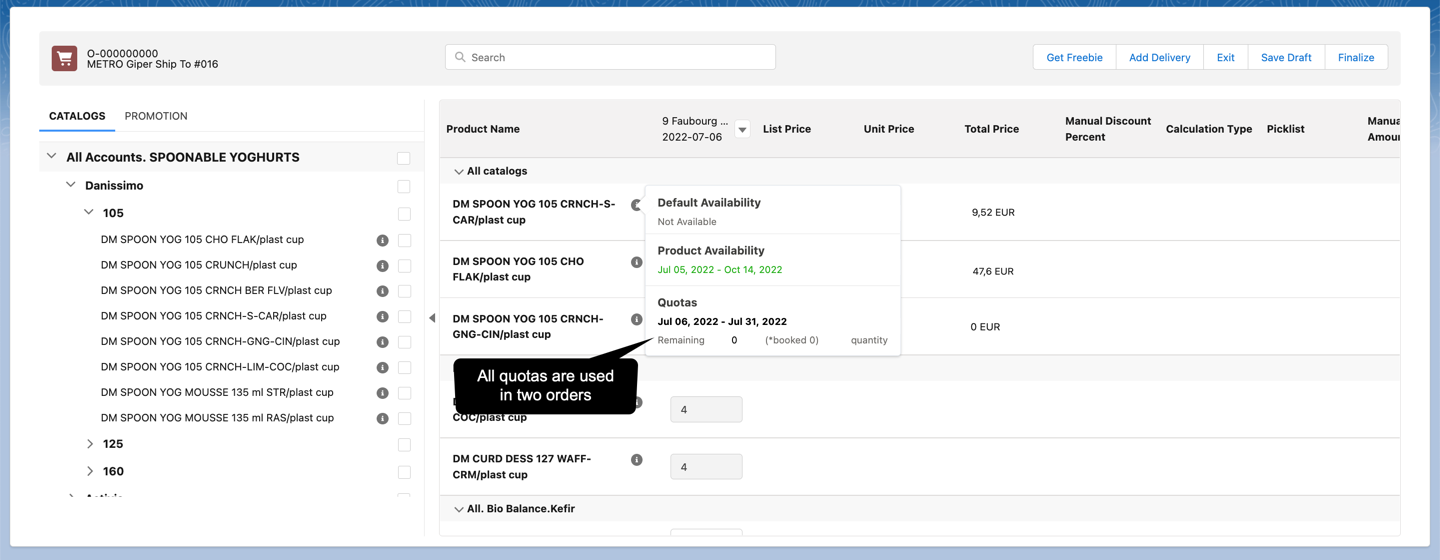 O-000000000
METRO Giper Ship To #016
Search
Get Freebie
Add Delivery
Exit
Save Draft
Finalize
CATALOGS
PROMOTION
All Accounts. SPOONABLE YOGHURTS
Danissimo
105
DM SPOON YOG 105 CHO FLAK/plast cup
DM SPOON YOG 105 CRUNCH/plast cup
DM SPOON YOG 105 CRNCH BER FLV/plast cup
DM SPOON YOG 105 CRNCH-S-CAR/plast cup
DM SPOON YOG 105 CRNCH-GNG-CIN/plast cup
DM SPOON YOG 105 CRNCH-LIM-COC/plast cup
DM SPOON YOG MOUSSE 135 ml STR/plast cup
DM SPOON YOG MOUSSE 135 ml RAS/plast cup
125
160
Product Name
9 Faubourg ...
2022-07-06
List Price
Unit Price
Total Price
Manual Discount
Percent
Calculation Type
Picklist
Manua
Amour
All catalogs
DM SPOON YOG 105 CRNCH-S-
CAR/plast cup
9,52 EUR
DM SPOON YOG 105 CHO
FLAK/plast cup
47,6 EUR
DM SPOON YOG 105 CRNCH-
GNG-CIN/plast cup
0 EUR
Default Availability
Not Available
Product Availability
Jul 05, 2022 - Oct 14, 2022
Quotas
Jul 06, 2022 - Jul 31, 2022
Remaining 0 (*booked 0) quantity
All quotas are used
in two orders
COC/plast cup
4
DM CURD DESS 127 WAFF-
CRM/plast cup
4
All. Bio Balance.Kefir